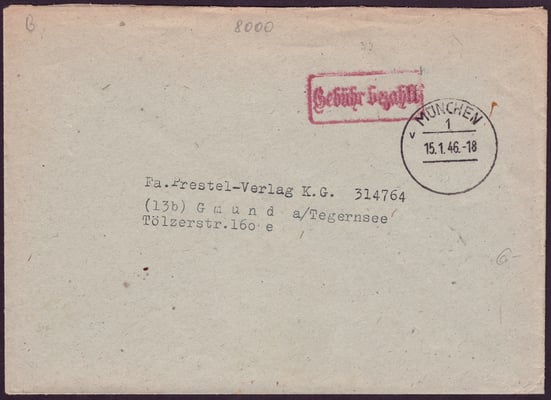 B
8000
Gebühr bezahlt
MÜNCHEN
1
15.1.46.-18
Fa.Prestel-Verlag K.G. 314764
(13b) G m u n d a/Tegernsee
Tölzerstr.160 e